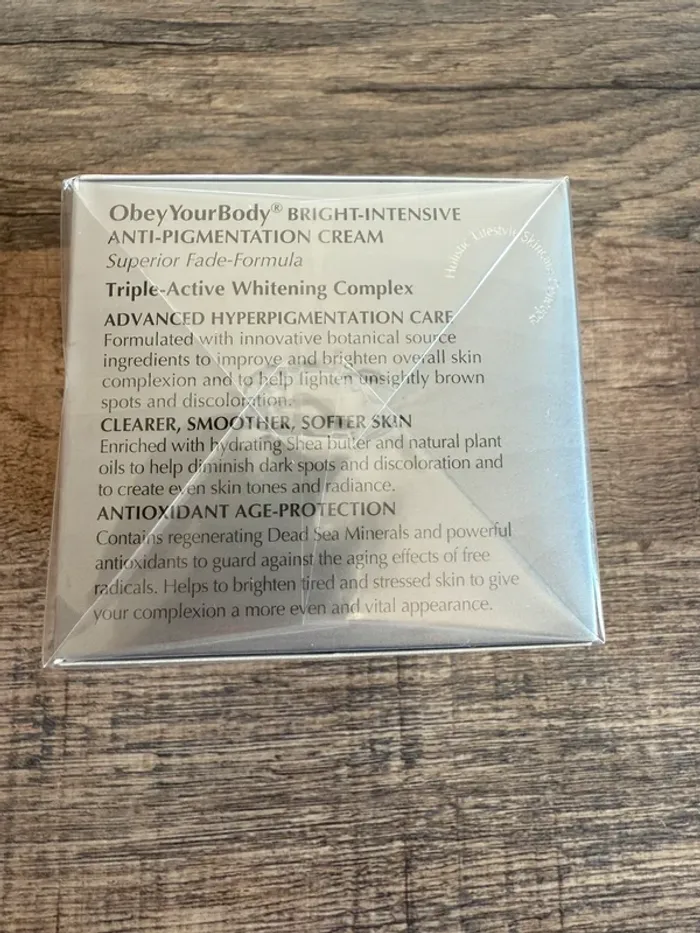 ObeyYourBody® BRIGHT-INTENSIVE
ANTI-PIGMENTATION CREAM
Superior Fade-Formula
Triple-Active Whitening Complex
ADVANCED HYPERPIGMENTATION CARE
Formulated with innovative botanical source
ingredients to improve and brighten overall skin
complexion and to help lighten unsightly brown
spots and discoloration.
CLEARER, SMOOTHER, SOFTER SKIN
Enriched with hydrating Shea butter and natural plant
oils to help diminish dark spots and discoloration and
to create even skin tones and radiance.
ANTIOXIDANT AGE-PROTECTION
Contains regenerating Dead Sea Minerals and powerful
antioxidants to guard against the aging effects of free
radicals. Helps to brighten tired and stressed skin to give
your complexion a more even and vital appearance.
Holistic Lifestyle Skincare